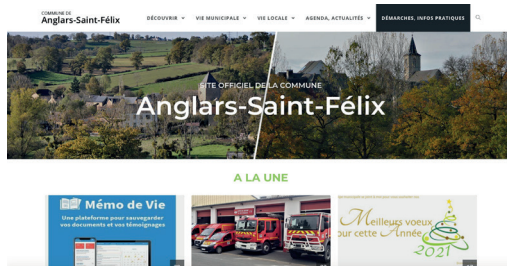 COMMUNE DE
Anglars-Saint-Félix
DÉCOUVRIR VIE MUNICIPALE VIE LOCALE AGENDA, ACTUALITÉS DÉMARCHES, INFOS PRATIQUES
SITE OFFICIEL DE LA COMMUNE
Anglars-Saint-Félix
A LA UNE
Mémo de Vie
Une plateforme pour sauvegarder
vos documents et vos témoignages
Meilleurs voeux
pour cette Année
2021